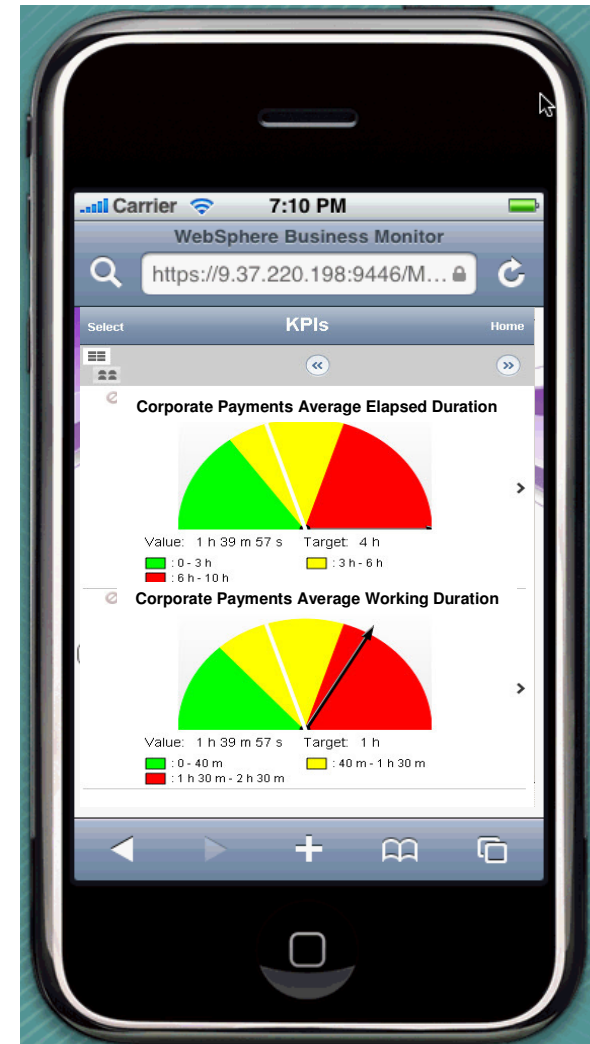 Carrier 7:10 PM
WebSphere Business Monitor
https://9.37.220.198:9446/M...
Select KPIs Home
Corporate Payments Average Elapsed Duration
Value: 1 h 39 m 57 s Target: 4 h
: 0 - 3 h : 3 h - 6 h
: 6 h - 10 h
Corporate Payments Average Working Duration
Value: 1 h 39 m 57 s Target: 1 h
: 0 - 40 m : 40 m - 1 h 30 m
: 1 h 30 m - 2 h 30 m